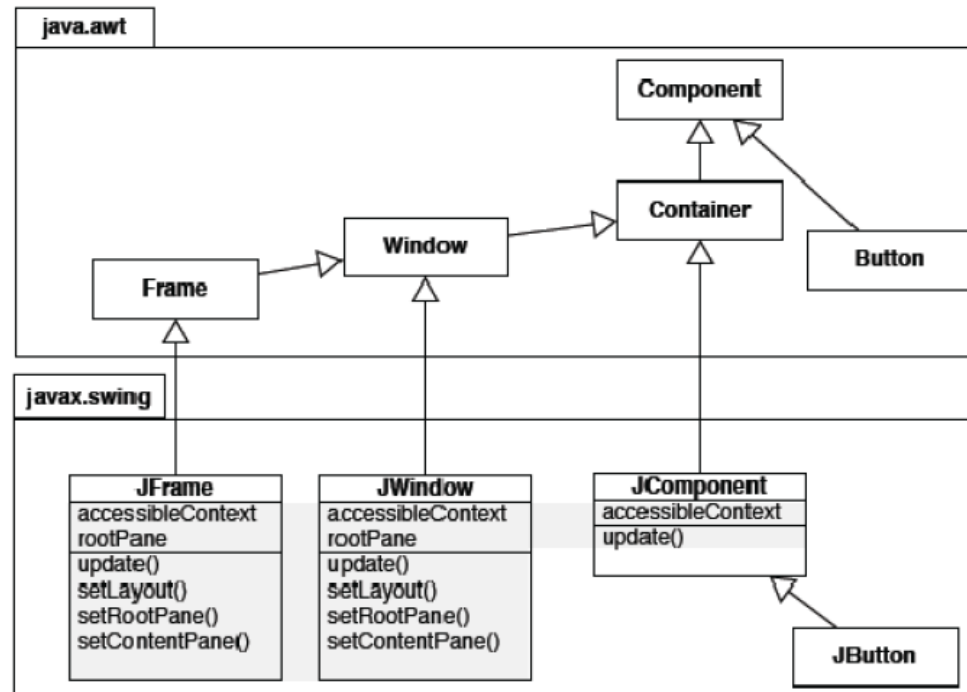 java.awt
Component
Container
Window
Button
Frame
javax.swing
JFrame
accessibleContext
rootPane
update()
setLayout()
setRootPane()
setContentPane()
JWindow
accessibleContext
rootPane
update()
setLayout()
setRootPane()
setContentPane()
JComponent
accessibleContext
update()
JButton